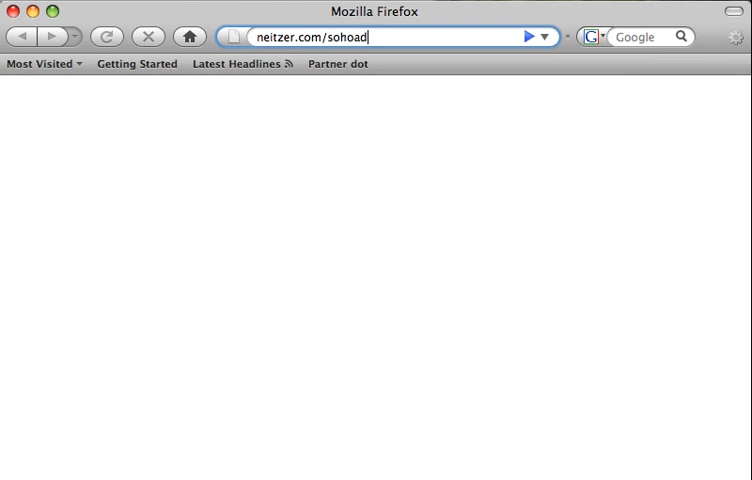 Mozilla Firefox
neitzer.com/sohoad
G Google
Most Visited Getting Started Latest Headlines Partner dot